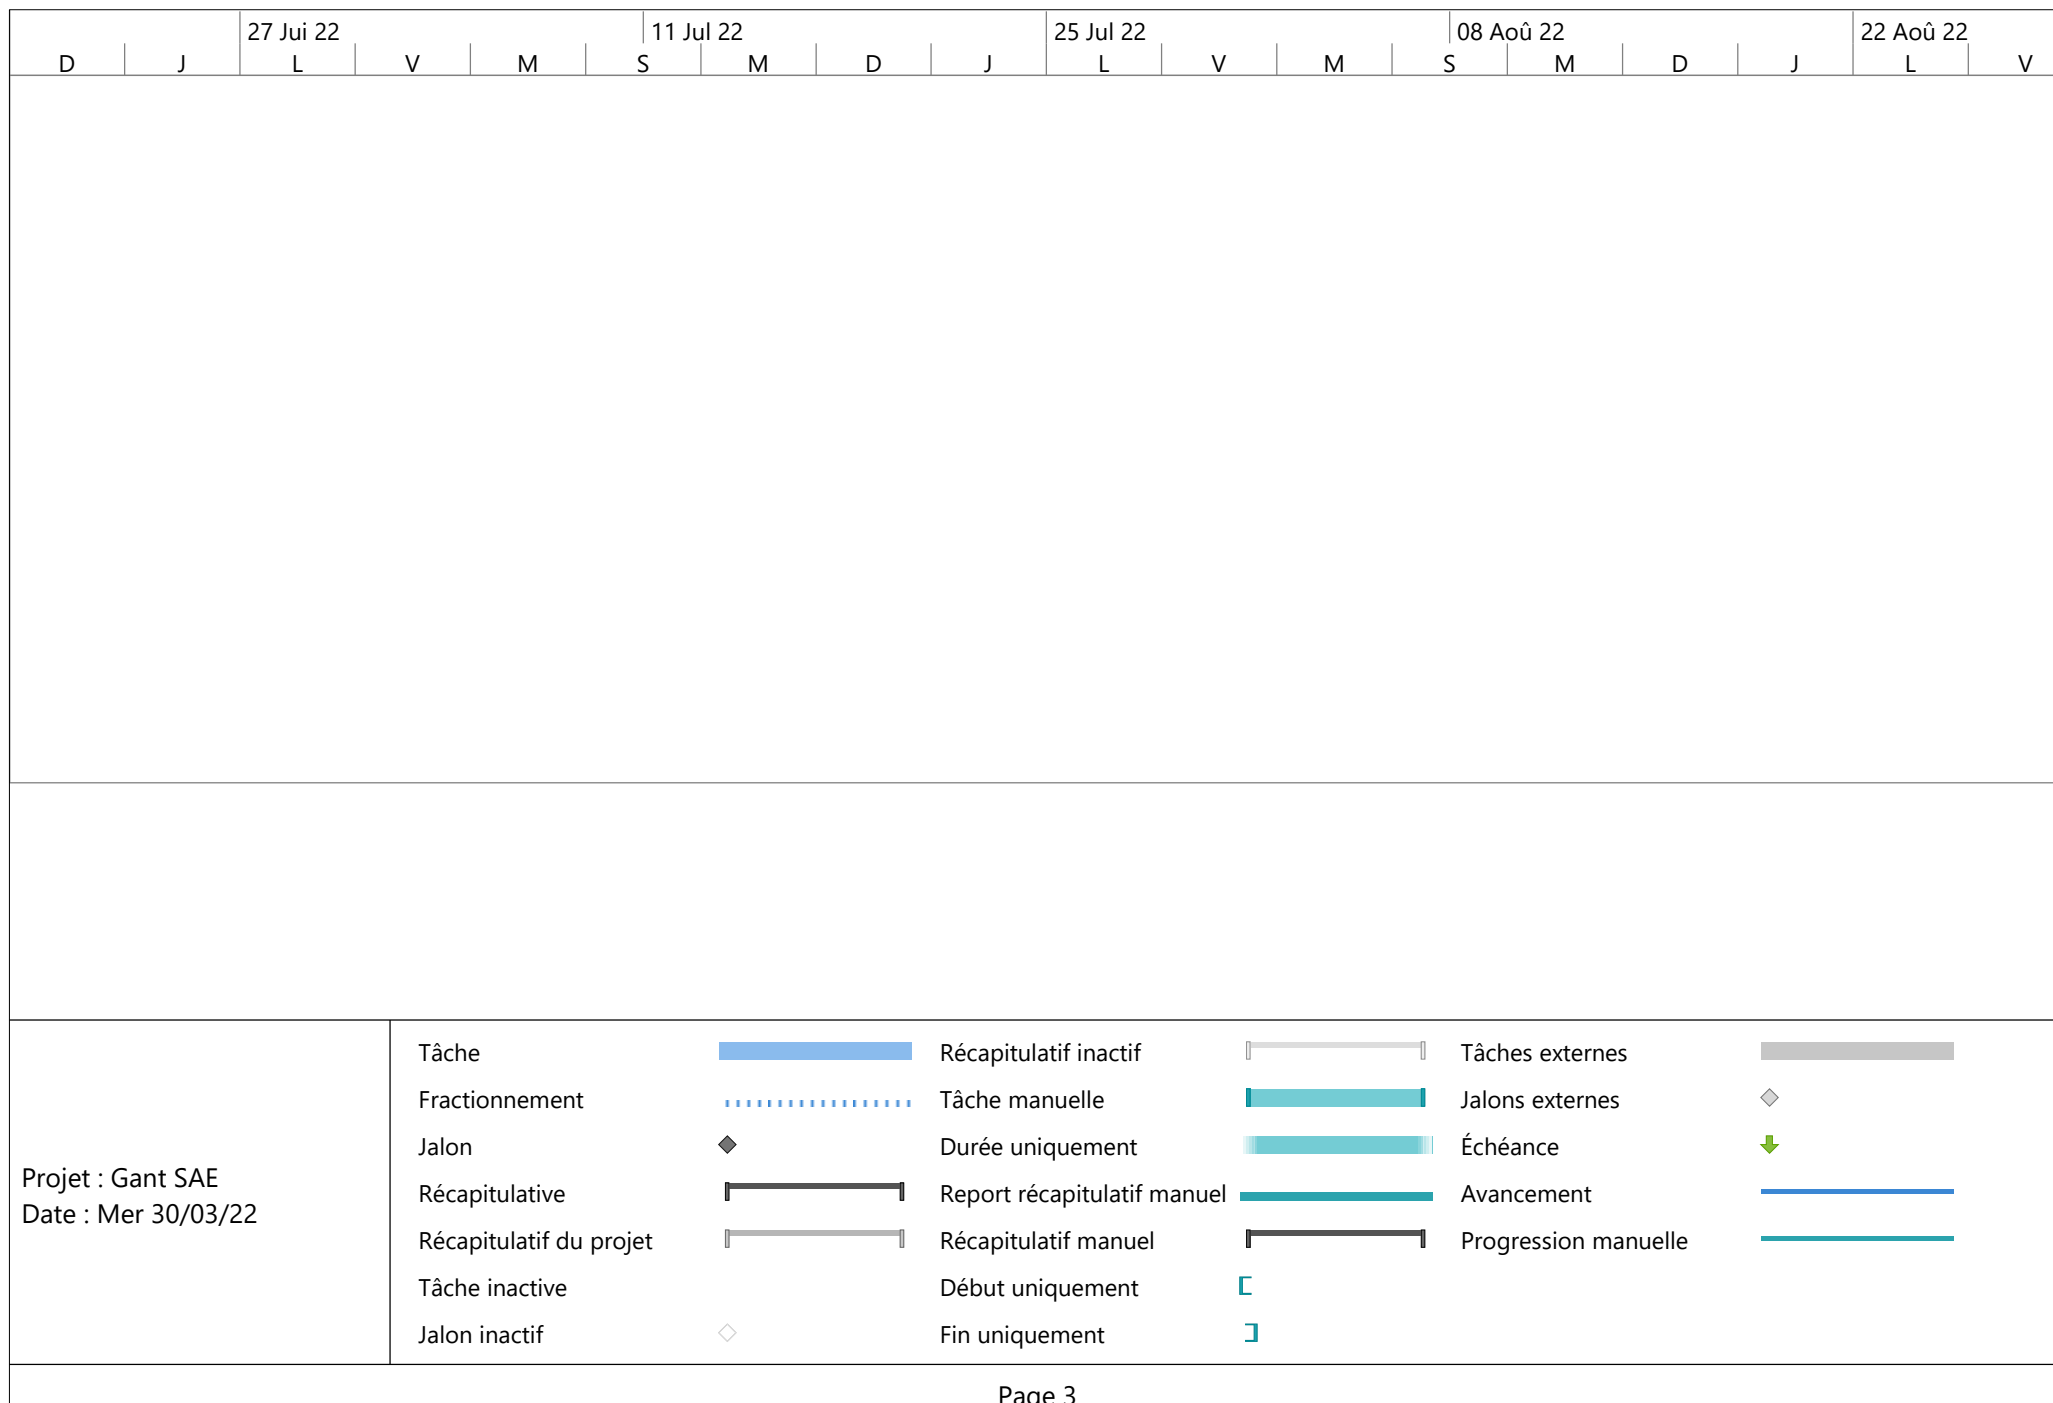 27 Jui 22 11 Jul 22 25 Jul 22 08 Aoû 22 22 Aoû 22
D J L V M S M D J L V M S M D J L V
Projet : Gant SAE
Date : Mer 30/03/22
Tâche
Fractionnement
Jalon
Récapitulative
Récapitulatif du projet
Tâche inactive
Jalon inactif
Récapitulatif inactif
Tâche manuelle
Durée uniquement
Report récapitulatif manuel
Récapitulatif manuel
Début uniquement
Fin uniquement
Tâches externes
Jalons externes
Échéance
Avancement
Progression manuelle
Page 3